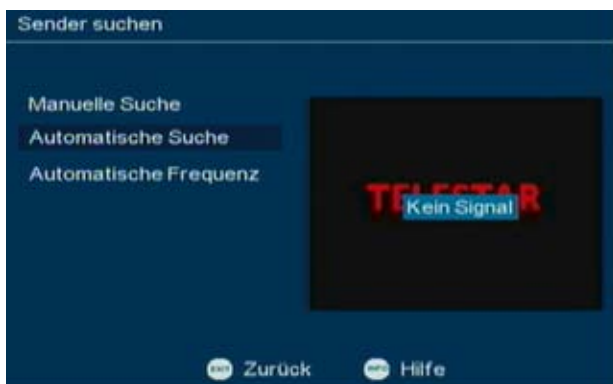 Sender suchen
Manuelle Suche
Automatische Suche
Automatische Frequenz
TELESTAR
Kein Signal
EXIT Zurück
INFO Hilfe